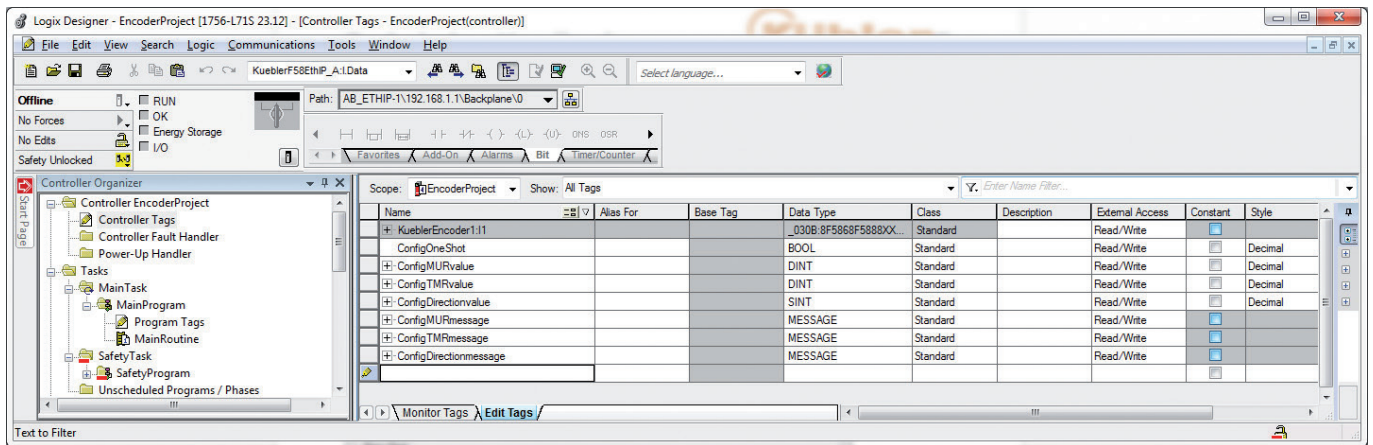 Logix Designer - EncoderProject [1756-L71S 23.12] - [Controller Tags - EncoderProject(controller)]
File Edit View Search Logic Communications Tools Window Help
KueblerF58EthIP_A:I.Data Select language...
Offline RUN Path: AB_ETHIP-1\192.168.1.1\Backplane\0
No Forces OK
No Edits Energy Storage
Safety Unlocked I/O
ONS OSR
Favorites Add-On Alarms Bit Timer/Counter
Start Page
Controller Organizer
Controller EncoderProject
Controller Tags
Controller Fault Handler
Power-Up Handler
Tasks
MainTask
MainProgram
Program Tags
MainRoutine
SafetyTask
SafetyProgram
Unscheduled Programs / Phases
Scope: EncoderProject Show: All Tags Enter Name Filter...
Name Alias For Base Tag Data Type Class Description External Access Constant Style
KueblerEncoder1:I1 _030B:8F5868F5888XX... Standard Read/Write
ConfigOneShot BOOL Standard Read/Write Decimal
ConfigMURvalue DINT Standard Read/Write Decimal
ConfigTMRvalue DINT Standard Read/Write Decimal
ConfigDirectionvalue SINT Standard Read/Write Decimal
ConfigMURmessage MESSAGE Standard Read/Write
ConfigTMRmessage MESSAGE Standard Read/Write
ConfigDirectionmessage MESSAGE Standard Read/Write
Monitor Tags Edit Tags
Text to Filter